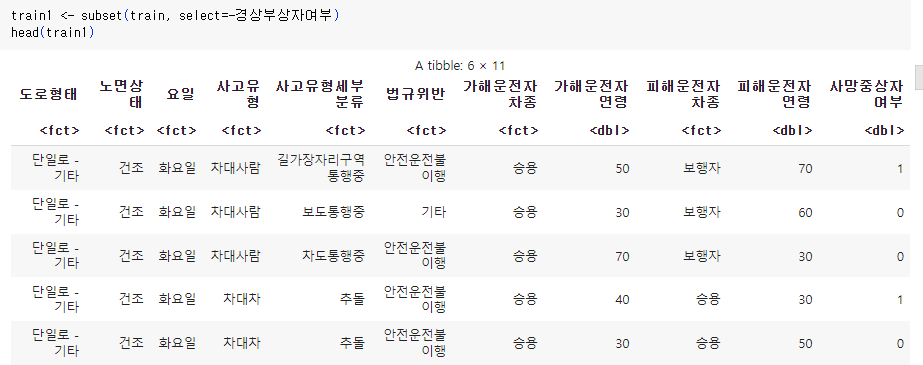 train1 <- subset(train, select=-경상부상자여부)
head(train1)
A tibble: 6 × 11
도로형태 노면상태 요일 사고유형 사고유형세부분류 법규위반 가해운전자차종 가해운전자연령 피해운전자차종 피해운전자연령 사망중상자여부
<fct> <fct> <fct> <fct> <fct> <fct> <fct> <dbl> <fct> <dbl> <dbl>
단일로 - 기타 건조 화요일 차대사람 길가장자리구역통행중 안전운전불이행 승용 50 보행자 70 1
단일로 - 기타 건조 화요일 차대사람 보도통행중 기타 승용 30 보행자 60 0
단일로 - 기타 건조 화요일 차대사람 차도통행중 안전운전불이행 승용 70 보행자 30 0
단일로 - 기타 건조 화요일 차대차 추돌 안전운전불이행 승용 40 승용 30 1
단일로 - 기타 건조 화요일 차대차 추돌 안전운전불이행 승용 30 승용 50 0